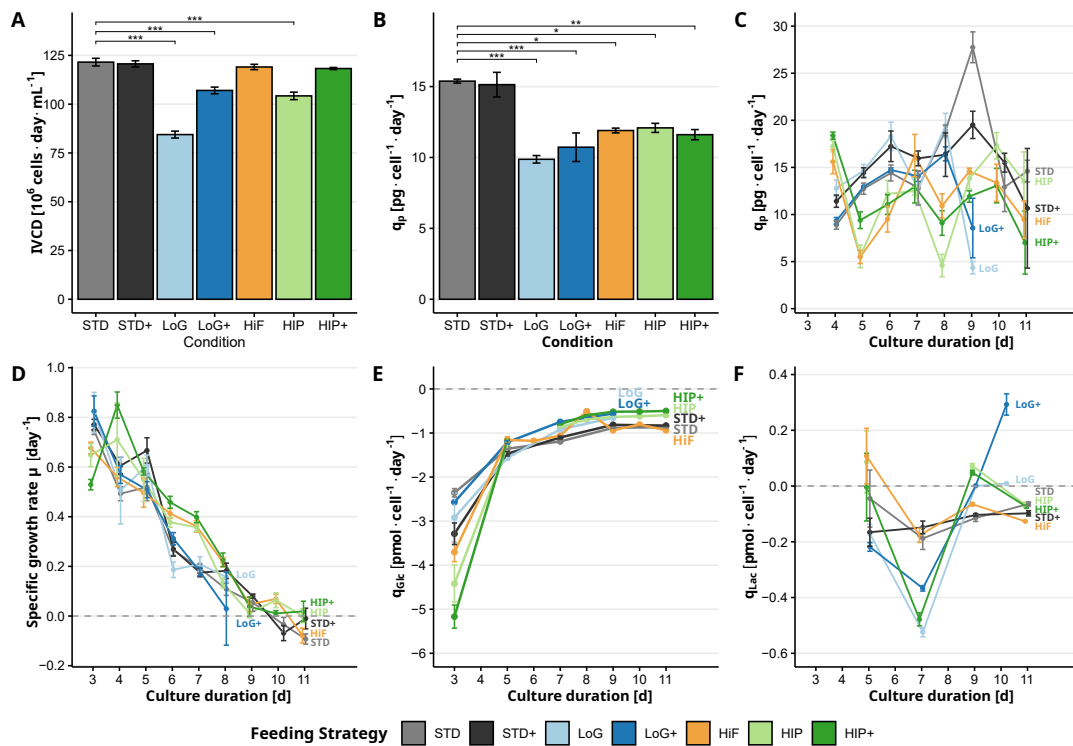 A
IVCD [10⁶ cells · day · mL⁻¹]
125
100
75
50
25
0
***
***
***
STD
STD+
LoG
LoG+
HiF
HIP
HIP+
Condition
B
qₚ [pg · cell⁻¹ · day⁻¹]
15
10
5
0
**
*
*
***
***
STD
STD+
LoG
LoG+
HiF
HIP
HIP+
Condition
C
qₚ [pg · cell⁻¹ · day⁻¹]
30
25
20
15
10
5
0
STD
HIP
STD+
HiF
LoG+
HIP+
LoG
3 4 5 6 7 8 9 10 11
Culture duration [d]
D
Specific growth rate μ [day⁻¹]
1.0
0.8
0.6
0.4
0.2
0.0
−0.2
LoG
LoG+
HIP+
HIP
STD+
HiF
STD
3 4 5 6 7 8 9 10 11
Culture duration [d]
E
qGlc [pmol · cell⁻¹ · day⁻¹]
0
−1
−2
−3
−4
−5
−6
LoG
LoG+
HIP+
HIP
STD+
STD
HiF
3 4 5 6 7 8 9 10 11
Culture duration [d]
F
qLac [pmol · cell⁻¹ · day⁻¹]
0.4
0.2
0.0
−0.2
−0.4
−0.6
LoG+
LoG
STD
HIP
HIP+
STD+
HiF
3 4 5 6 7 8 9 10 11
Culture duration [d]
Feeding Strategy STD STD+ LoG LoG+ HiF HIP HIP+